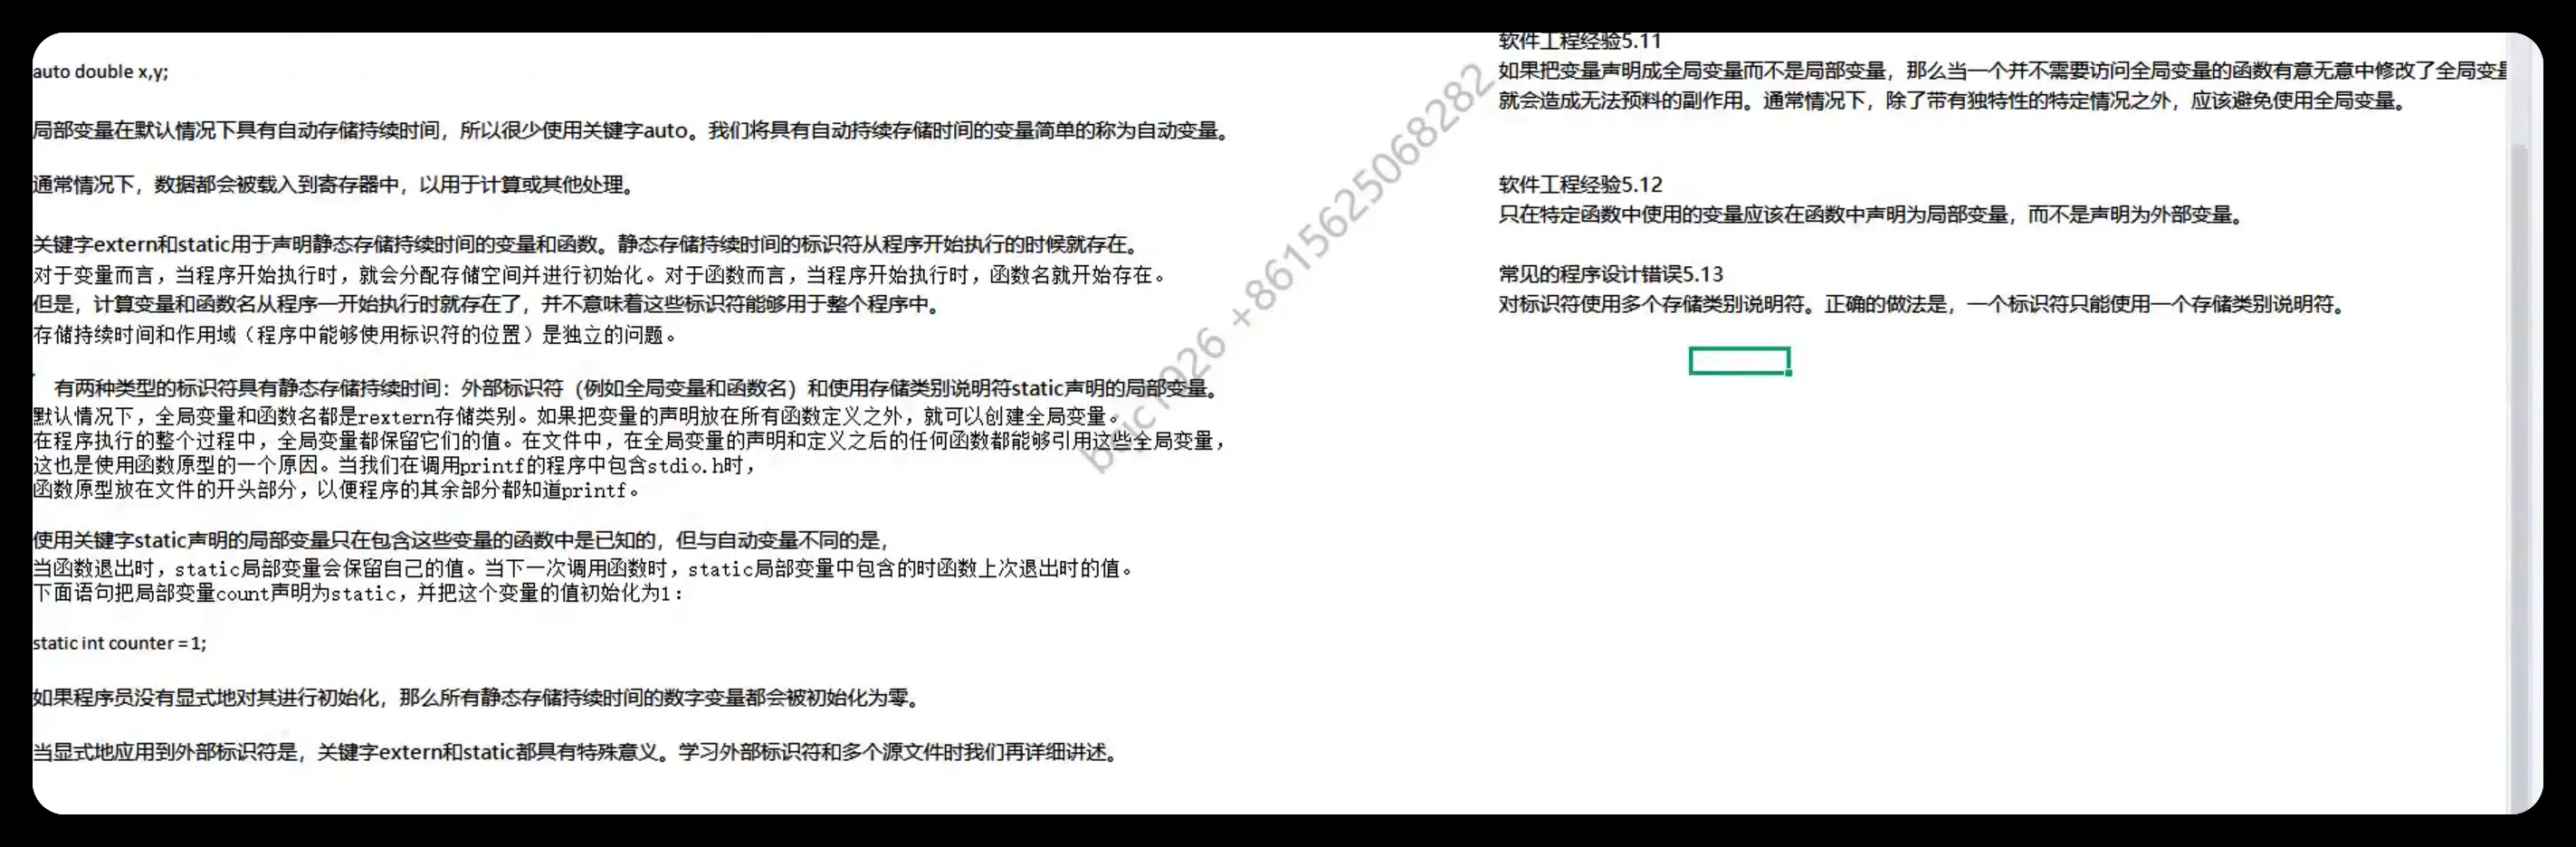 auto double x,y;
局部变量在默认情况下具有自动存储持续时间，所以很少使用关键字auto。我们将具有自动持续存储时间的变量简单的称为自动变量。
通常情况下，数据都会被载入到寄存器中，以用于计算或其他处理。
关键字extern和static用于声明静态存储持续时间的变量和函数。静态存储持续时间的标识符从程序开始执行的时候就存在。
对于变量而言，当程序开始执行时，就会分配存储空间并进行初始化。对于函数而言，当程序开始执行时，函数名就开始存在。
但是，计算变量和函数名从程序一开始执行时就存在了，并不意味着这些标识符能够用于整个程序中。
存储持续时间和作用域（程序中能够使用标识符的位置）是独立的问题。
有两种类型的标识符具有静态存储持续时间：外部标识符（例如全局变量和函数名）和使用存储类别说明符static声明的局部变量。
默认情况下，全局变量和函数名都是rextern存储类别。如果把变量的声明放在所有函数定义之外，就可以创建全局变量。
在程序执行的整个过程中，全局变量都保留它们的值。在文件中，在全局变量的声明和定义之后的任何函数都能够引用这些全局变量，
这也是使用函数原型的一个原因。当我们在调用printf的程序中包含stdio.h时，
函数原型放在文件的开头部分，以便程序的其余部分都知道printf。
使用关键字static声明的局部变量只在包含这些变量的函数中是已知的，但与自动变量不同的是，
当函数退出时，static局部变量会保留自己的值。当下一次调用函数时，static局部变量中包含的时函数上次退出时的值。
下面语句把局部变量count声明为static，并把这个变量的值初始化为1：
static int counter = 1;
如果程序员没有显式地对其进行初始化，那么所有静态存储持续时间的数字变量都会被初始化为零。
当显式地应用到外部标识符是，关键字extern和static都具有特殊意义。学习外部标识符和多个源文件时我们再详细讲述。
软件工程经验5.11
如果把变量声明成全局变量而不是局部变量，那么当一个并不需要访问全局变量的函数有意无意中修改了全局变量
就会造成无法预料的副作用。通常情况下，除了带有独特性的特定情况之外，应该避免使用全局变量。
软件工程经验5.12
只在特定函数中使用的变量应该在函数中声明为局部变量，而不是声明为外部变量。
常见的程序设计错误5.13
对标识符使用多个存储类别说明符。正确的做法是，一个标识符只能使用一个存储类别说明符。
+8615625068282